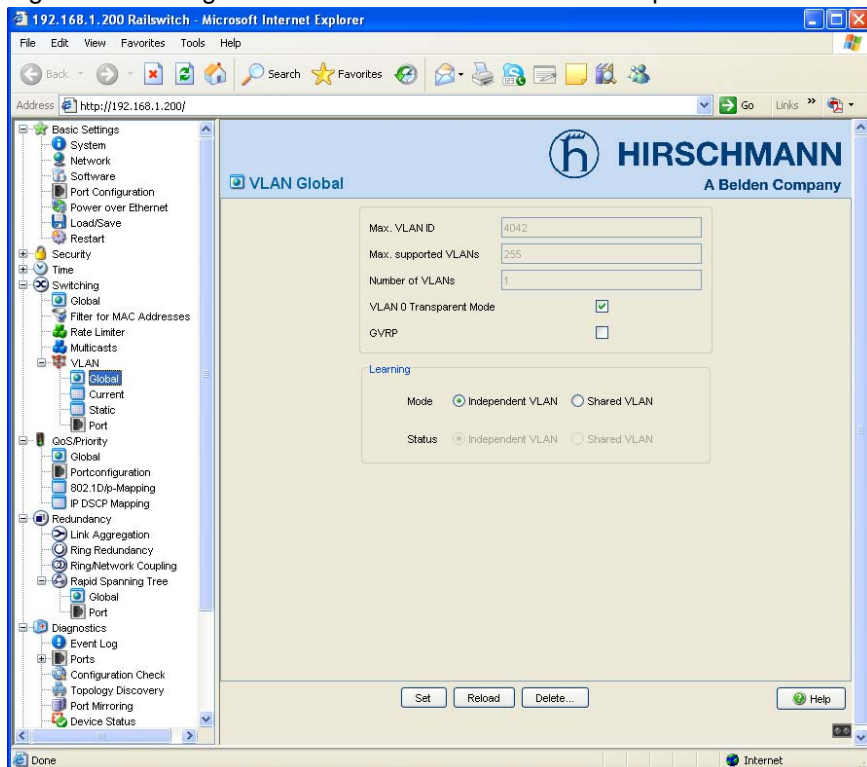 192.168.1.200 Railswitch - Microsoft Internet Explorer
File Edit View Favorites Tools Help
Back Search Favorites
Address http://192.168.1.200/ Go Links »
Basic Settings
System
Network
Software
Port Configuration
Power over Ethernet
Load/Save
Restart
Security
Time
Switching
Global
Filter for MAC Addresses
Rate Limiter
Multicasts
VLAN
Global
Current
Static
Port
QoS/Priority
Global
Portconfiguration
802.1D/p-Mapping
IP DSCP Mapping
Redundancy
Link Aggregation
Ring Redundancy
Ring/Network Coupling
Rapid Spanning Tree
Global
Port
Diagnostics
Event Log
Ports
Configuration Check
Topology Discovery
Port Mirroring
Device Status
HIRSCHMANN
A Belden Company
VLAN Global
Max. VLAN ID 4042
Max. supported VLANs 255
Number of VLANs 1
VLAN 0 Transparent Mode
GVRP
Learning
Mode Independent VLAN Shared VLAN
Status Independent VLAN Shared VLAN
Set Reload Delete... Help
Done Internet